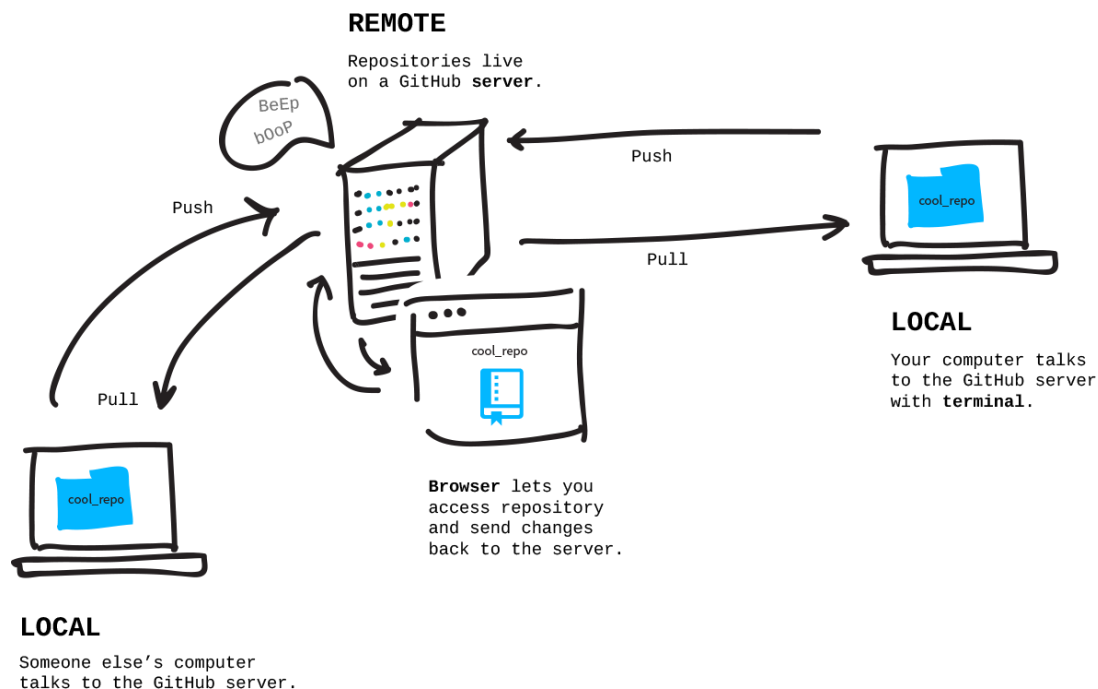 REMOTE
Repositories live
on a GitHub server.
BeEp
bOoP
Push
Push
Pull
Pull
cool_repo
LOCAL
Your computer talks
to the GitHub server
with terminal.
cool_repo
Browser lets you
access repository
and send changes
back to the server.
cool_repo
LOCAL
Someone else’s computer
talks to the GitHub server.